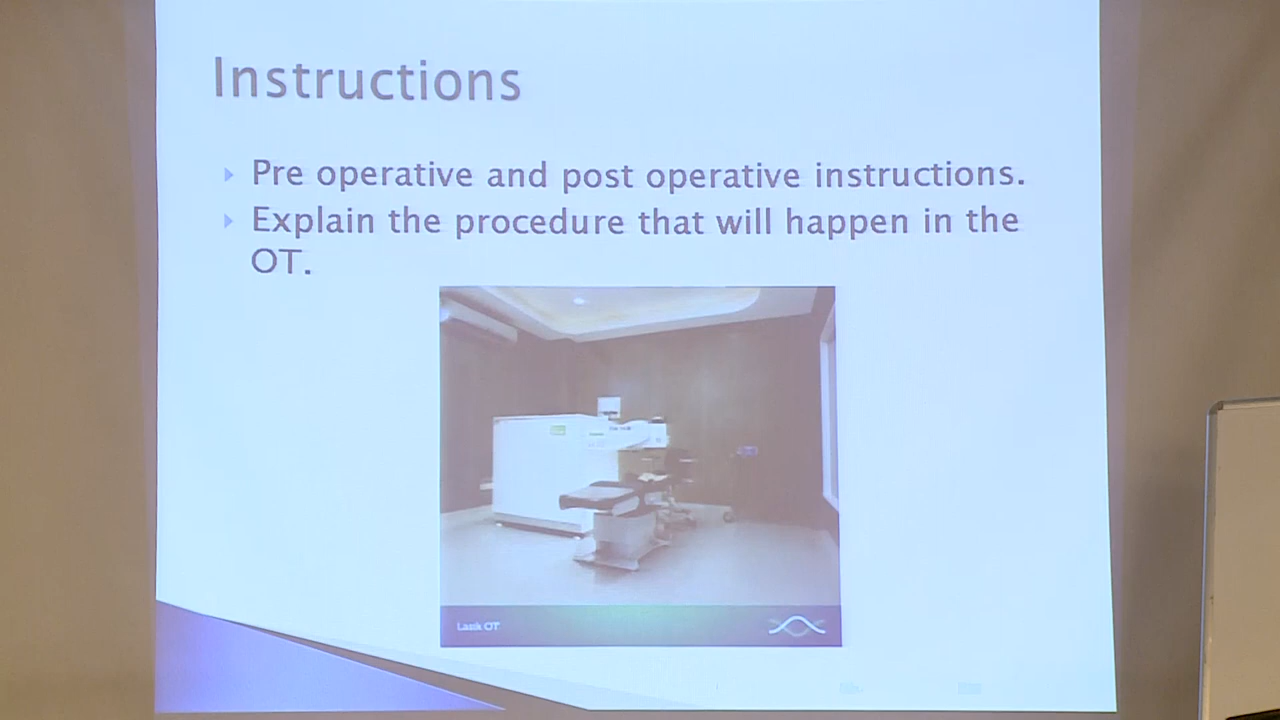 Instructions
Pre operative and post operative instructions.
Explain the procedure that will happen in the
OT.
Lasik OT